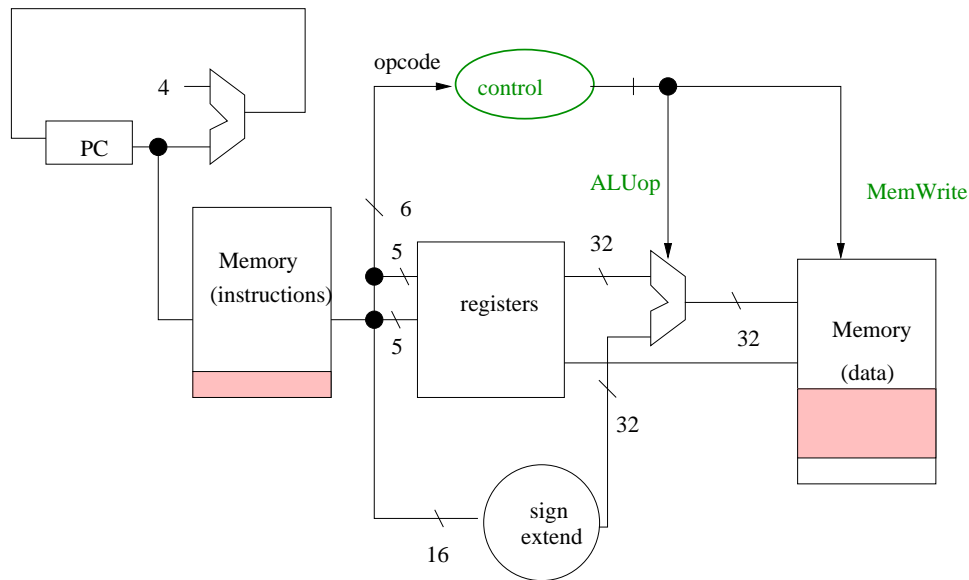 opcode
control
4
PC
ALUop
MemWrite
6
Memory
(instructions)
5
5
registers
32
32
Memory
(data)
32
16
sign
extend